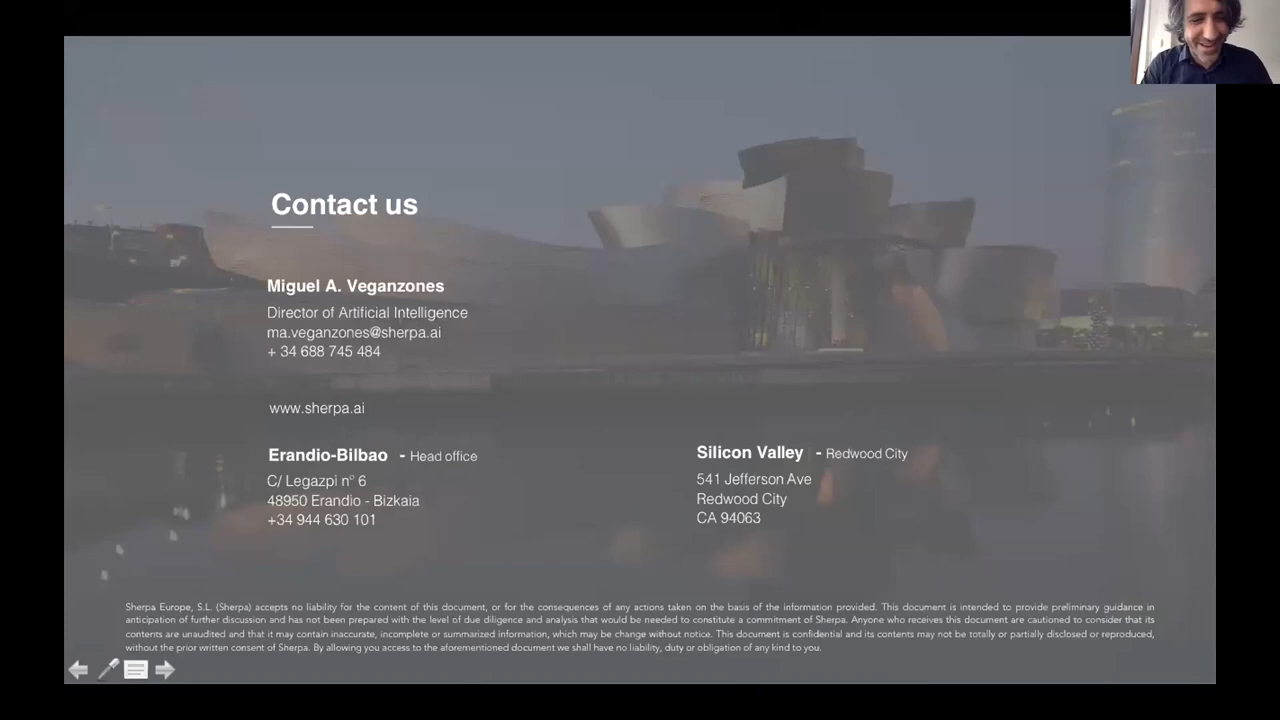 Contact us
Miguel A. Veganzones
Director of Artificial Intelligence
ma.veganzones@sherpa.ai
+ 34 688 745 484
www.sherpa.ai
Erandio-Bilbao - Head office
C/ Legazpi nº 6
48950 Erandio - Bizkaia
+34 944 630 101
Silicon Valley - Redwood City
541 Jefferson Ave
Redwood City
CA 94063
Sherpa Europe, S.L. (Sherpa) accepts no liability for the content of this document, or for the consequences of any actions taken on the basis of the information provided. This document is intended to provide preliminary guidance in
anticipation of further discussion and has not been prepared with the level of due diligence and analysis that would be needed to constitute a commitment of Sherpa. Anyone who receives this document are cautioned to consider that its
contents are unaudited and that it may contain inaccurate, incomplete or summarized information, which may be change without notice. This document is confidential and its contents may not be totally or partially disclosed or reproduced,
without the prior written consent of Sherpa. By allowing you access to the aforementioned document we shall have no liability, duty or obligation of any kind to you.